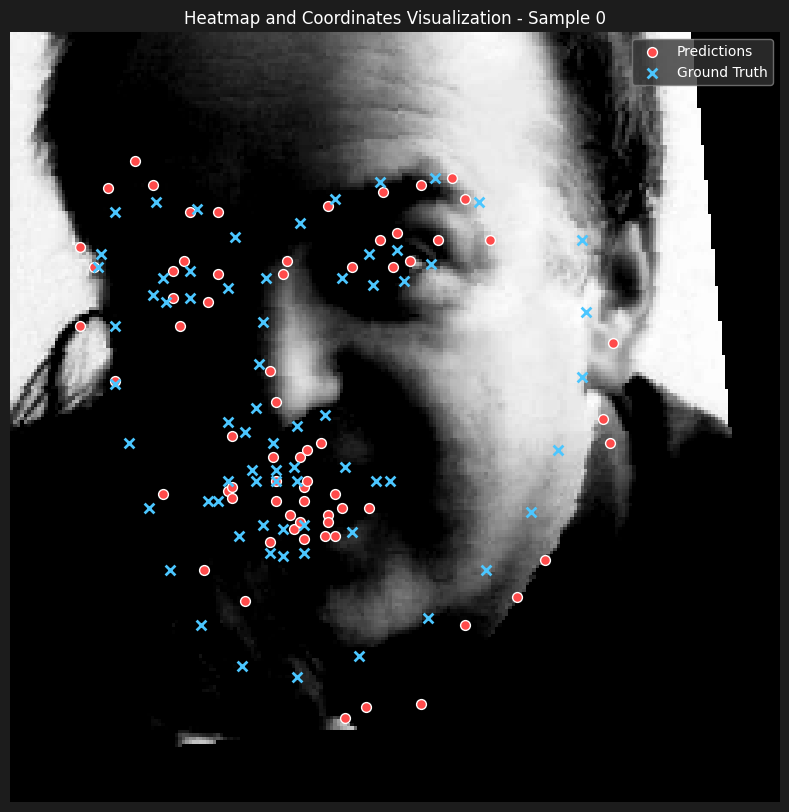 Heatmap and Coordinates Visualization - Sample 0
Predictions
Ground Truth